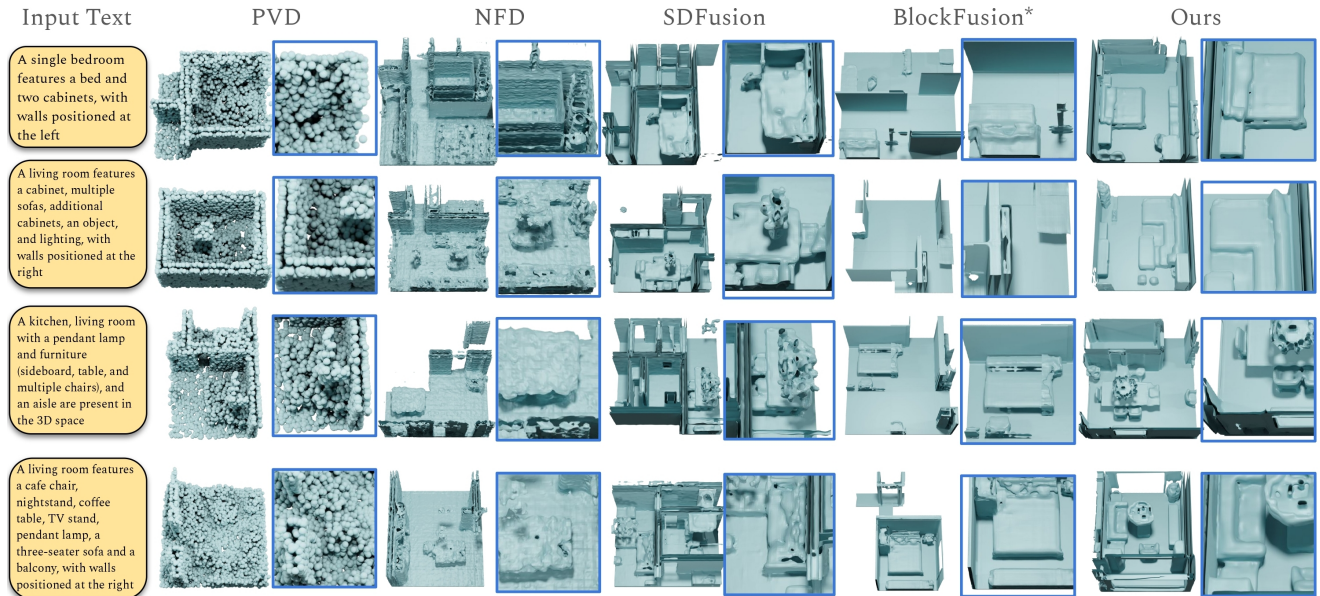 Input Text
PVD
NFD
SDFusion
BlockFusion*
Ours
A single bedroom
features a bed and
two cabinets, with
walls positioned at
the left
A living room features
a cabinet, multiple
sofas, additional
cabinets, an object,
and lighting, with
walls positioned at the
right
A kitchen, living room
with a pendant lamp
and furniture
(sideboard, table, and
multiple chairs), and
an aisle are present in
the 3D space
A living room features
a cafe chair,
nightstand, coffee
table, TV stand,
pendant lamp, a
three-seater sofa and a
balcony, with walls
positioned at the right